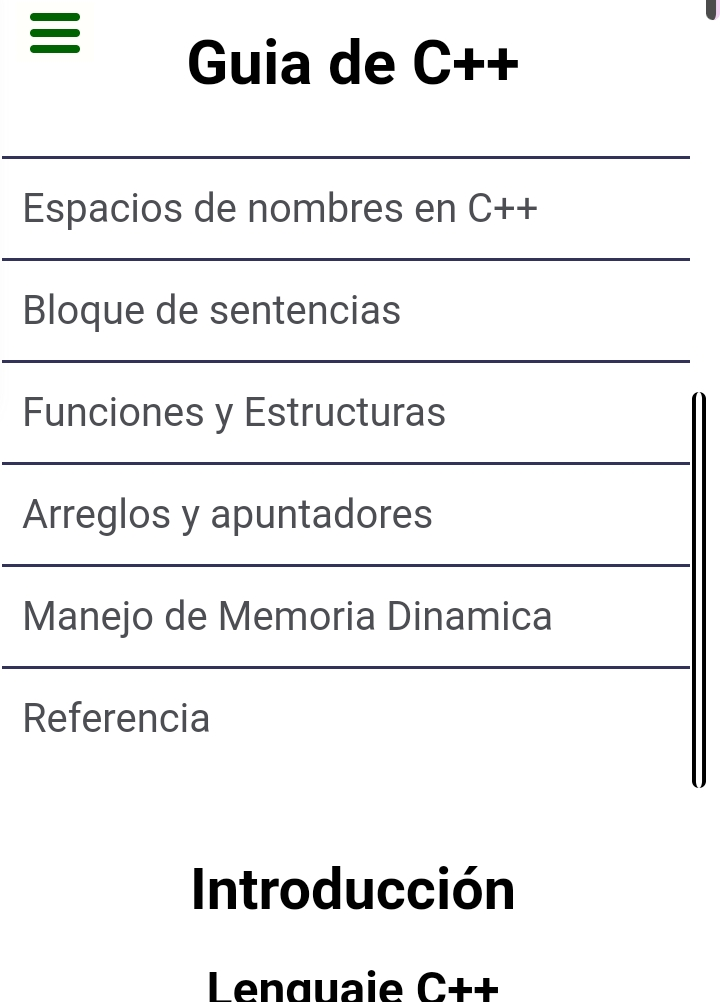 Guia de C++
Espacios de nombres en C++
Bloque de sentencias
Funciones y Estructuras
Arreglos y apuntadores
Manejo de Memoria Dinamica
Referencia
Introducción
Lenguaje C++